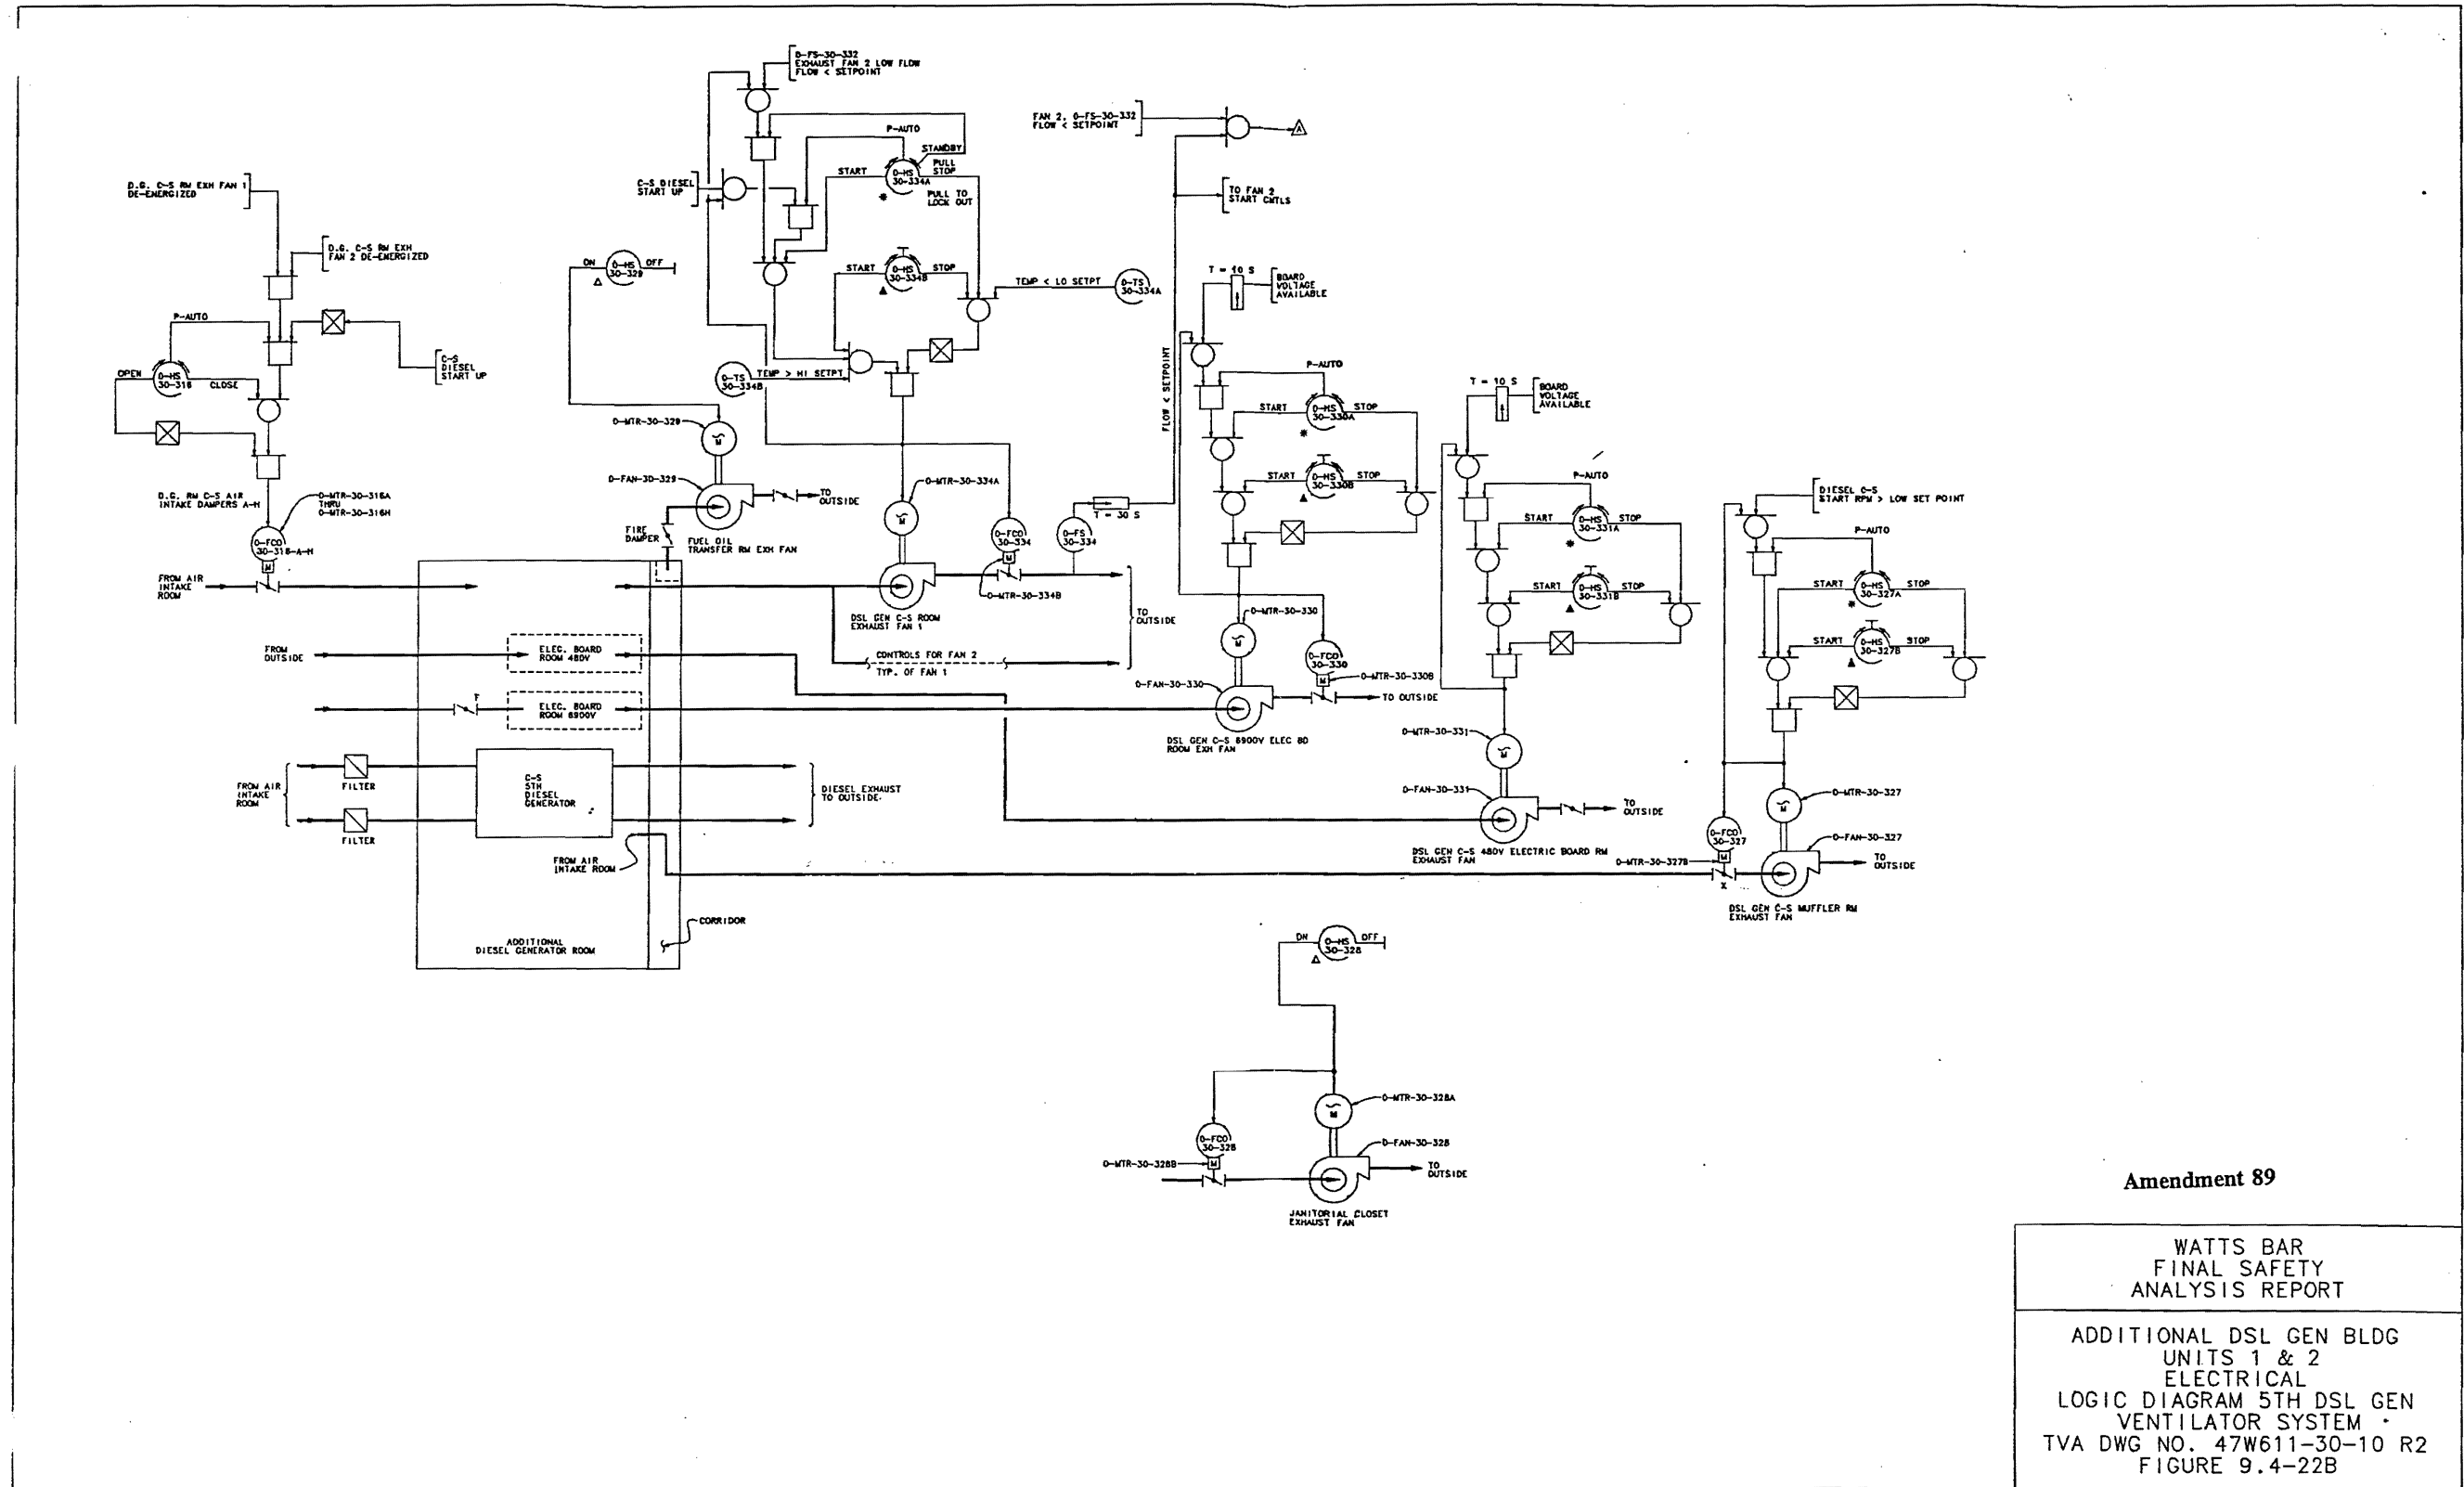 0-FS-30-332
EXHAUST FAN 2 LOW FLOW
FLOW < SETPOINT
P-AUTO
STANDBY
START
PULL
STOP
0-HS
30-334A
PULL TO
LOCK OUT
*
C-S DIESEL
START UP
FAN 2, 0-FS-30-332
FLOW < SETPOINT
A
TO FAN 2
START CNTLS
D.G. C-S RM EXH FAN 1
DE-ENERGIZED
D.G. C-S RM EXH
FAN 2 DE-ENERGIZED
P-AUTO
C-S
DIESEL
START UP
OPEN
0-HS
30-316
CLOSE
ON
0-HS
30-329
OFF
START
0-HS
30-334B
STOP
TEMP < LO SETPT
0-TS
30-334A
0-TS
30-334B
TEMP > HI SETPT
D.G. RM C-S AIR
INTAKE DAMPERS A-H
0-MTR-30-316A
THRU
0-MTR-30-316H
0-FCO
30-316-A-H
M
FROM AIR
INTAKE
ROOM
0-MTR-30-329
M
0-FAN-30-329
TO
OUTSIDE
FIRE
DAMPER
FUEL OIL
TRANSFER RM EXH FAN
0-MTR-30-334A
M
0-FCO
30-334
M
0-MTR-30-334B
0-FS
30-334
T = 30 S
FLOW < SETPOINT
DSL GEN C-S ROOM
EXHAUST FAN 1
TO
OUTSIDE
CONTROLS FOR FAN 2
TYP. OF FAN 1
T = 10 S
BOARD
VOLTAGE
AVAILABLE
P-AUTO
START
0-HS
30-330A
STOP
*
START
0-HS
30-330B
STOP
0-MTR-30-330
M
0-FCO
30-330
M
0-MTR-30-330B
0-FAN-30-330
TO OUTSIDE
DSL GEN C-S 6900V ELEC BD
ROOM EXH FAN
T = 10 S
BOARD
VOLTAGE
AVAILABLE
P-AUTO
START
0-HS
30-331A
STOP
*
START
0-HS
30-331B
STOP
0-MTR-30-331
M
0-FAN-30-331
TO
OUTSIDE
DSL GEN C-S 480V ELECTRIC BOARD RM
EXHAUST FAN
DIESEL C-S
START RPM > LOW SET POINT
P-AUTO
START
0-HS
30-327A
STOP
*
START
0-HS
30-327B
STOP
0-MTR-30-327
M
0-FCO
30-327
M
0-MTR-30-327B
X
0-FAN-30-327
TO
OUTSIDE
DSL GEN C-S MUFFLER RM
EXHAUST FAN
FROM
OUTSIDE
ELEC. BOARD
ROOM 480V
F
ELEC. BOARD
ROOM 6900V
FROM AIR
INTAKE
ROOM
FILTER
FILTER
C-S
5TH
DIESEL
GENERATOR
DIESEL EXHAUST
TO OUTSIDE
FROM AIR
INTAKE ROOM
CORRIDOR
ADDITIONAL
DIESEL GENERATOR ROOM
ON
0-HS
30-328
OFF
0-MTR-30-328A
M
0-FCO
30-328
M
0-MTR-30-328B
0-FAN-30-328
TO
OUTSIDE
JANITORIAL CLOSET
EXHAUST FAN
Amendment 89
WATTS BAR
FINAL SAFETY
ANALYSIS REPORT
ADDITIONAL DSL GEN BLDG
UNITS 1 & 2
ELECTRICAL
LOGIC DIAGRAM 5TH DSL GEN
VENTILATOR SYSTEM
TVA DWG NO. 47W611-30-10 R2
FIGURE 9.4-22B